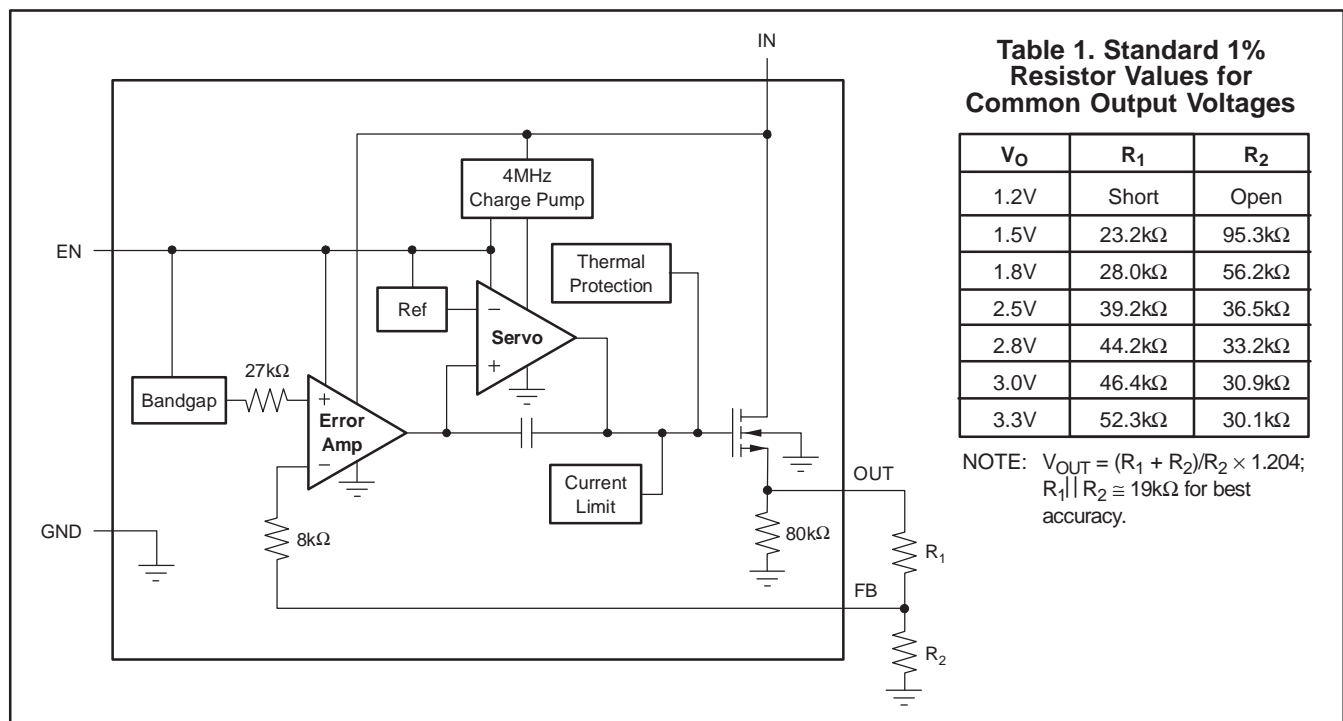 IN
4MHz
Charge Pump
EN
Thermal
Protection
Ref
−
Servo
+
27kΩ
Bandgap
+
Error
Amp
−
Current
Limit
OUT
GND
8kΩ
80kΩ
R1
FB
R2
Table 1. Standard 1%
Resistor Values for
Common Output Voltages
VO R1 R2
1.2V Short Open
1.5V 23.2kΩ 95.3kΩ
1.8V 28.0kΩ 56.2kΩ
2.5V 39.2kΩ 36.5kΩ
2.8V 44.2kΩ 33.2kΩ
3.0V 46.4kΩ 30.9kΩ
3.3V 52.3kΩ 30.1kΩ
NOTE: VOUT = (R1 + R2)/R2 × 1.204;
R1|| R2 ≅ 19kΩ for best
accuracy.